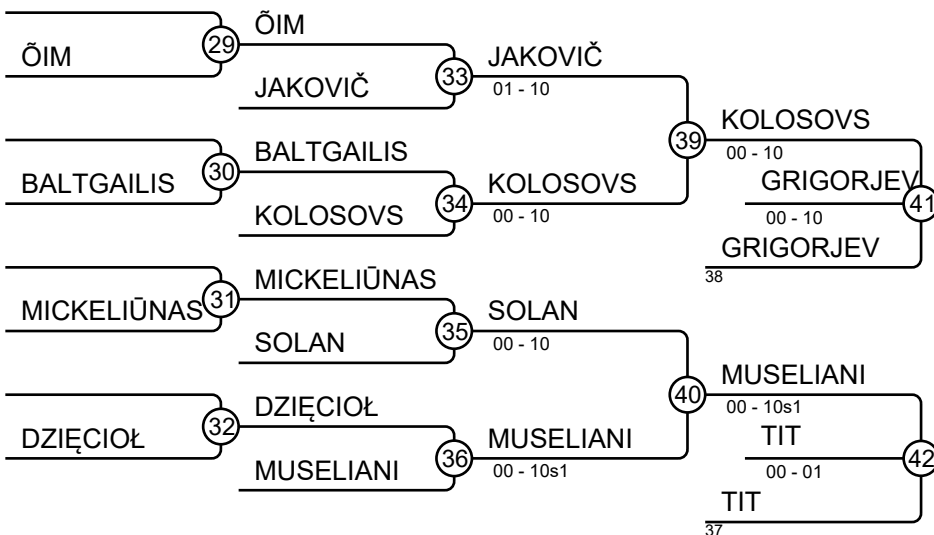 ÕIM
29
ÕIM
JAKOVIČ
33
JAKOVIČ
01 - 10
BALTGAILIS
30
BALTGAILIS
KOLOSOVS
34
KOLOSOVS
00 - 10
39
KOLOSOVS
00 - 10
GRIGORJEV
00 - 10
41
GRIGORJEV
38
MICKELIŪNAS
31
MICKELIŪNAS
SOLAN
35
SOLAN
00 - 10
DZIĘCIOŁ
32
DZIĘCIOŁ
MUSELIANI
36
MUSELIANI
00 - 10s1
40
MUSELIANI
00 - 10s1
TIT
00 - 01
42
TIT
37